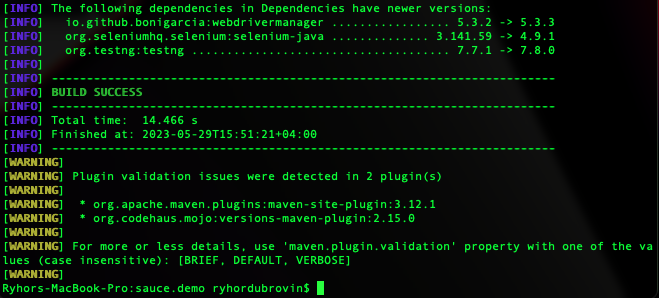 [INFO] The following dependencies in Dependencies have newer versions:
[INFO]   io.github.bonigarcia:webdrivermanager ................. 5.3.2 -> 5.3.3
[INFO]   org.seleniumhq.selenium:selenium-java .............. 3.141.59 -> 4.9.1
[INFO]   org.testng:testng ..................................... 7.7.1 -> 7.8.0
[INFO]
[INFO] ------------------------------------------------------------------------
[INFO] BUILD SUCCESS
[INFO] ------------------------------------------------------------------------
[INFO] Total time:  14.466 s
[INFO] Finished at: 2023-05-29T15:51:21+04:00
[INFO] ------------------------------------------------------------------------
[WARNING]
[WARNING] Plugin validation issues were detected in 2 plugin(s)
[WARNING]
[WARNING]  * org.apache.maven.plugins:maven-site-plugin:3.12.1
[WARNING]  * org.codehaus.mojo:versions-maven-plugin:2.15.0
[WARNING]
[WARNING] For more or less details, use 'maven.plugin.validation' property with one of the va
lues (case insensitive): [BRIEF, DEFAULT, VERBOSE]
[WARNING]
Ryhors-MacBook-Pro:sauce.demo ryhordubrovin$